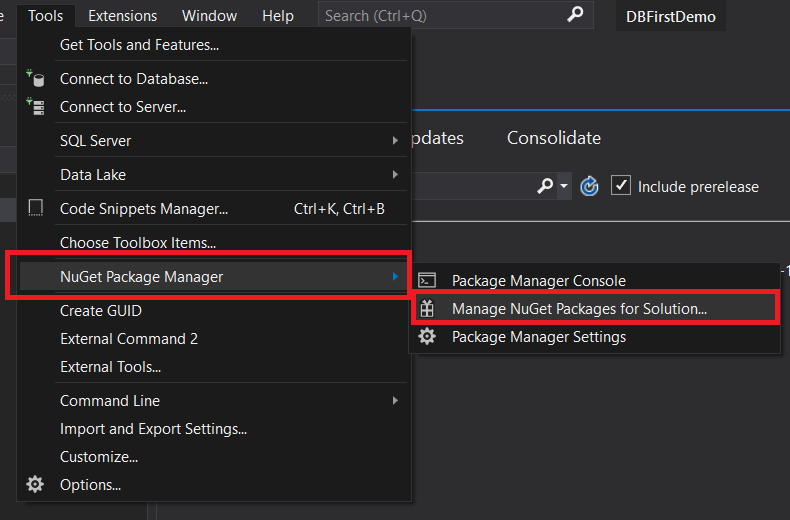 Tools Extensions Window Help Search (Ctrl+Q) DBFirstDemo
Get Tools and Features...
Connect to Database...
Connect to Server...
SQL Server
Data Lake
Code Snippets Manager... Ctrl+K, Ctrl+B
Choose Toolbox Items...
NuGet Package Manager
Create GUID
External Command 2
External Tools...
Command Line
Import and Export Settings...
Customize...
Options...
pdates Consolidate
Include prerelease
Package Manager Console
Manage NuGet Packages for Solution...
Package Manager Settings